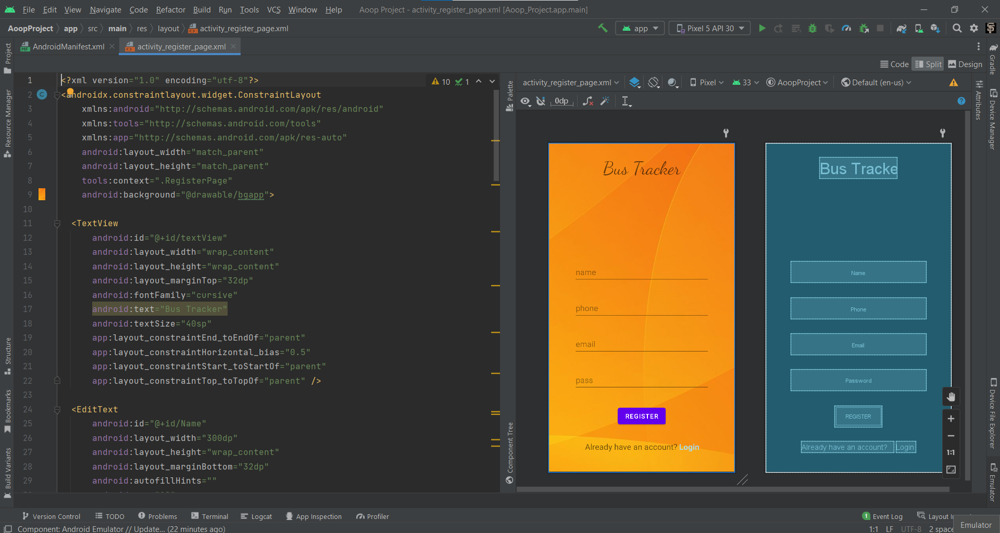 File Edit View Navigate Code Refactor Build Run Tools VCS Window Help Aoop Project - activity_register_page.xml [Aoop_Project.app.main]
AoopProject app src main res layout activity_register_page.xml app Pixel 5 API 30
AndroidManifest.xml activity_register_page.xml
Code Split Design
Project
Resource Manager
Structure
Bookmarks
Build Variants
10 1
1 <?xml version="1.0" encoding="utf-8"?>
2 <androidx.constraintlayout.widget.ConstraintLayout
3 xmlns:android="http://schemas.android.com/apk/res/android"
4 xmlns:tools="http://schemas.android.com/tools"
5 xmlns:app="http://schemas.android.com/apk/res-auto"
6 android:layout_width="match_parent"
7 android:layout_height="match_parent"
8 tools:context=".RegisterPage"
9 android:background="@drawable/bgapp">
10
11 <TextView
12 android:id="@+id/textView"
13 android:layout_width="wrap_content"
14 android:layout_height="wrap_content"
15 android:layout_marginTop="32dp"
16 android:fontFamily="cursive"
17 android:text="Bus Tracker"
18 android:textSize="40sp"
19 app:layout_constraintEnd_toEndOf="parent"
20 app:layout_constraintHorizontal_bias="0.5"
21 app:layout_constraintStart_toStartOf="parent"
22 app:layout_constraintTop_toTopOf="parent" />
23
24 <EditText
25 android:id="@+id/Name"
26 android:layout_width="300dp"
27 android:layout_height="wrap_content"
28 android:layout_marginBottom="32dp"
29 android:autofillHints=""
Palette
Component Tree
activity_register_page.xml Pixel 33 AoopProject Default (en-us)
0dp
Bus Tracker
name
phone
email
pass
REGISTER
Already have an account? Login
Bus Tracke
Name
Phone
Email
Password
REGISTER
Already have an account? Login
1:1
Attributes
Gradle
Device Manager
Device File Explorer
Emulator
Version Control TODO Problems Terminal Logcat App Inspection Profiler 1 Event Log Layout In
Component: Android Emulator // Update... (22 minutes ago) 1:1 LF UTF-8 2 space
Emulator